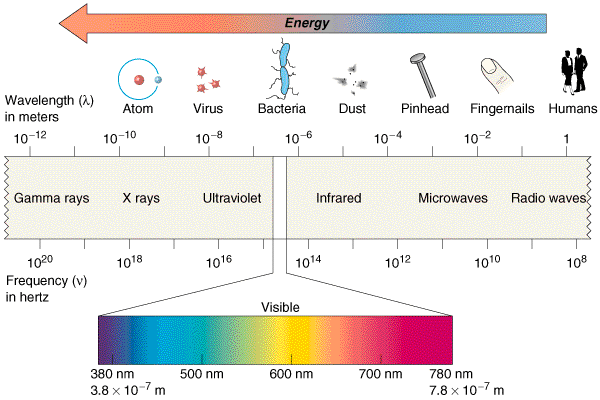 Energy
Atom Virus Bacteria Dust Pinhead Fingernails Humans
Wavelength (λ)
in meters
10⁻¹² 10⁻¹⁰ 10⁻⁸ 10⁻⁶ 10⁻⁴ 10⁻² 1
Gamma rays X rays Ultraviolet Infrared Microwaves Radio waves
10²⁰ 10¹⁸ 10¹⁶ 10¹⁴ 10¹² 10¹⁰ 10⁸
Frequency (ν)
in hertz
Visible
380 nm 500 nm 600 nm 700 nm 780 nm
3.8 × 10⁻⁷ m 7.8 × 10⁻⁷ m